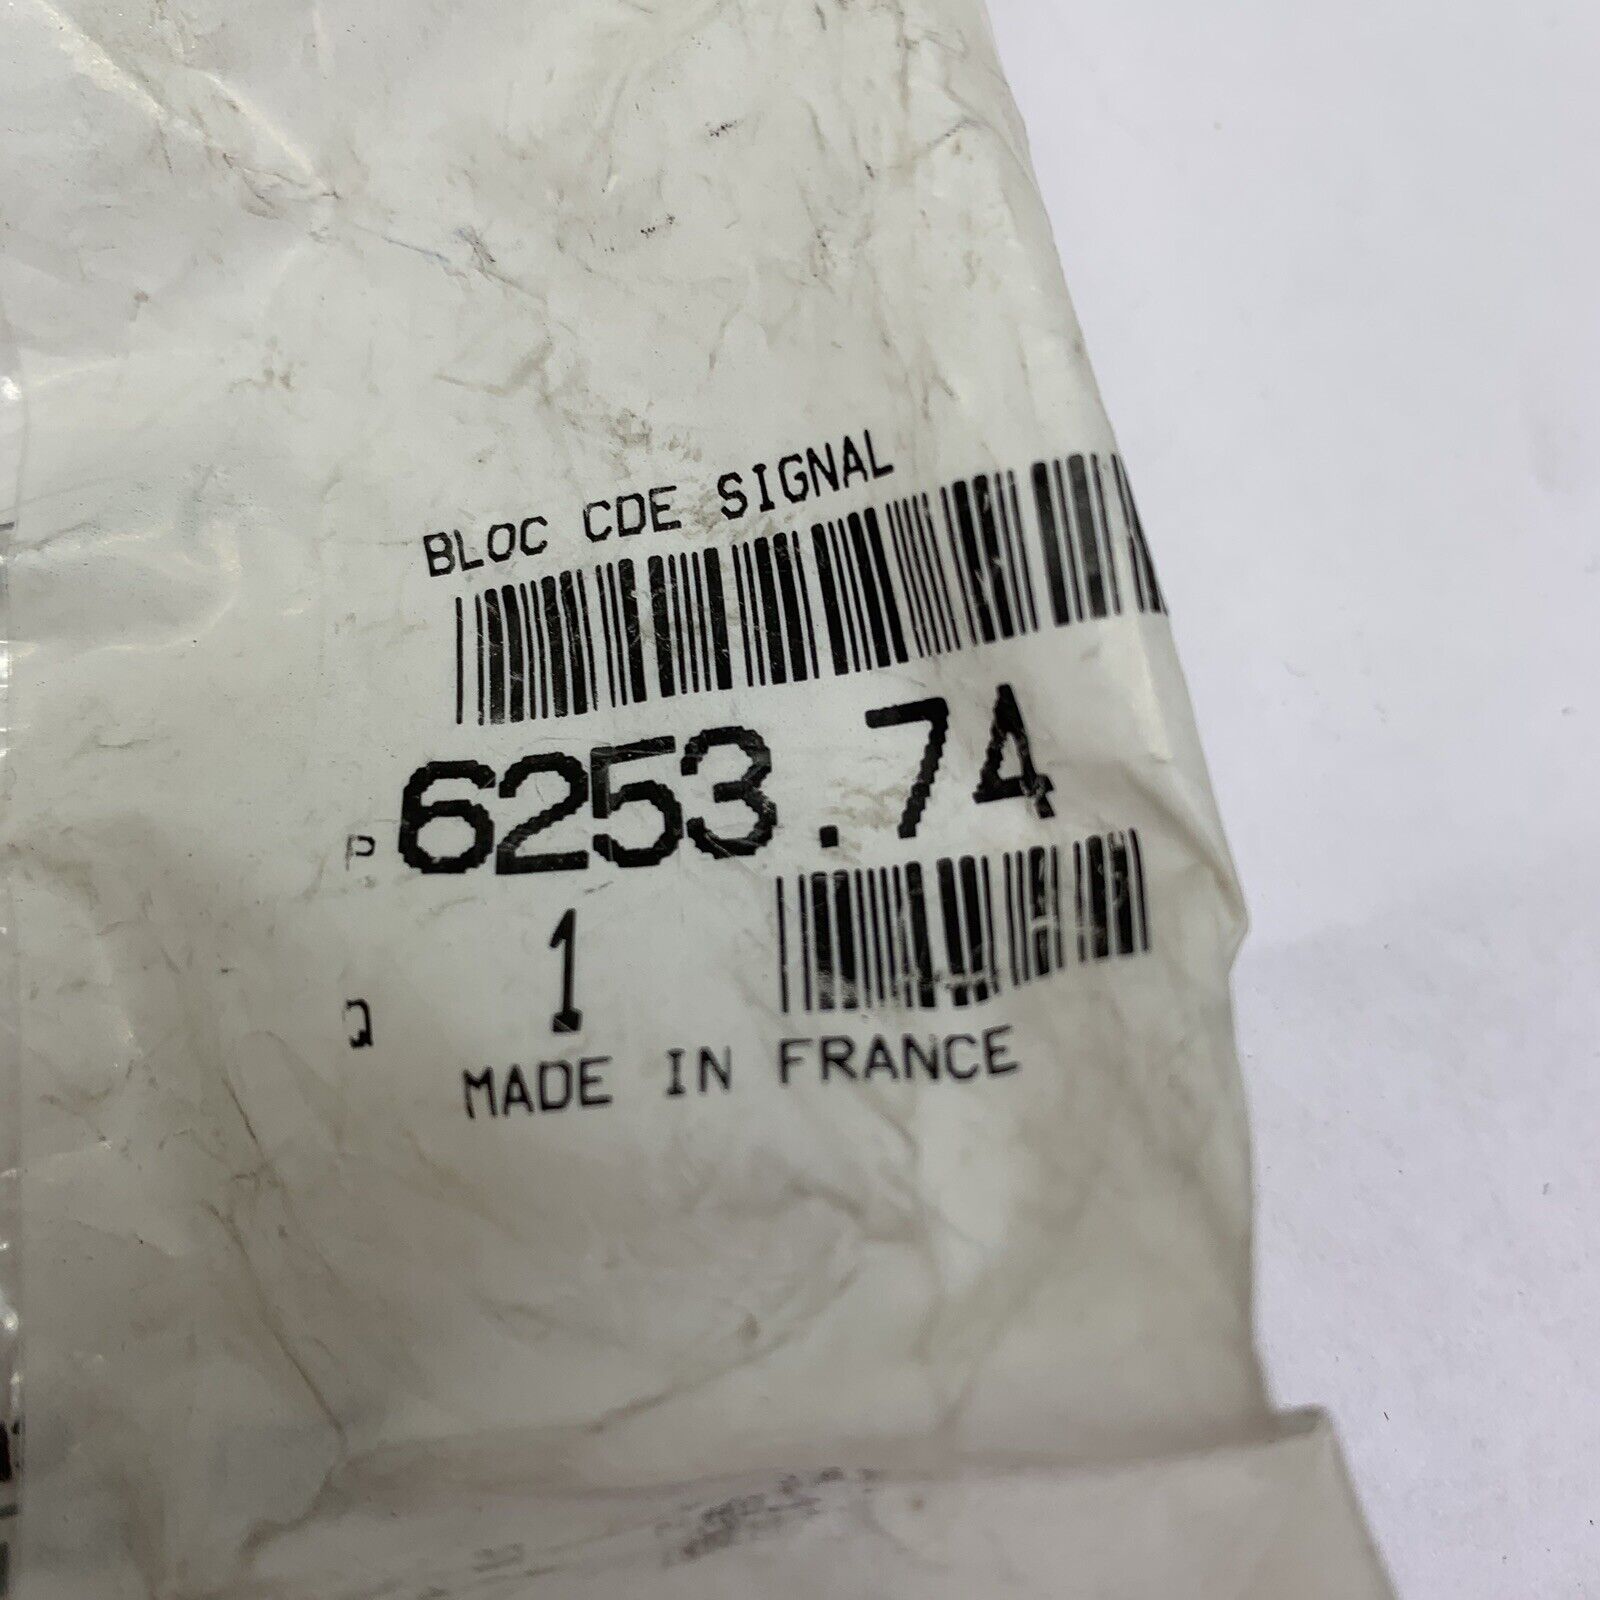 BLOC CDE SIGNAL
P 6253.74
Q 1
MADE IN FRANCE